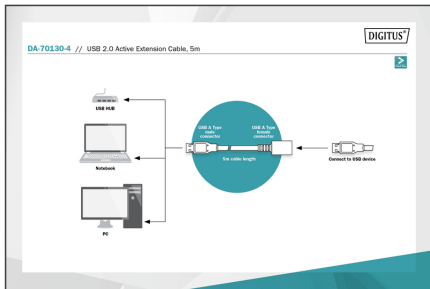 DIGITUS®
DA-70130-4 // USB 2.0 Active Extension Cable, 5m
USB HUB
USB A Type
male
connector
USB A Type
female
connector
5m cable length
Notebook
Connect to USB device
PC